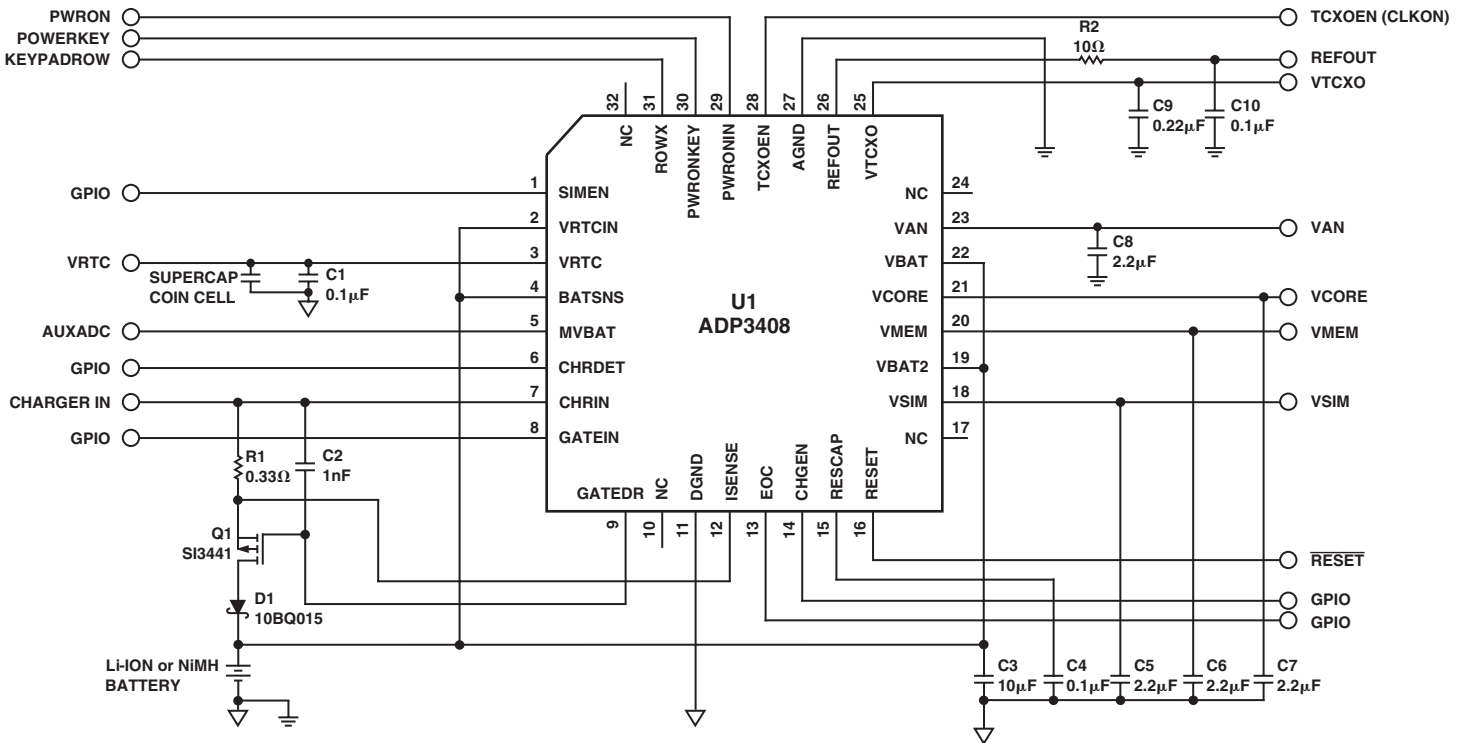 PWRON
POWERKEY
KEYPADROW
TCXOEN (CLKON)
R2
10Ω
REFOUT
VTCXO
C9
0.22μF
C10
0.1μF
32
31
30
29
28
27
26
25
NC
ROWX
PWRONKEY
PWRONIN
TCXOEN
AGND
REFOUT
VTCXO
GPIO
1
SIMEN
2
VRTCIN
VRTC
3
VRTC
SUPERCAP
COIN CELL
C1
0.1μF
4
BATSNS
AUXADC
5
MVBAT
GPIO
6
CHRDET
CHARGER IN
7
CHRIN
GPIO
8
GATEIN
U1
ADP3408
NC
24
VAN
23
VAN
C8
2.2μF
VBAT
22
VCORE
21
VCORE
VMEM
20
VMEM
VBAT2
19
VSIM
18
VSIM
NC
17
R1
0.33Ω
C2
1nF
GATEDR
NC
DGND
ISENSE
EOC
CHGEN
RESCAP
RESET
9
10
11
12
13
14
15
16
Q1
SI3441
D1
10BQ015
Li-ION or NiMH
BATTERY
RESET
GPIO
GPIO
C3
10μF
C4
0.1μF
C5
2.2μF
C6
2.2μF
C7
2.2μF